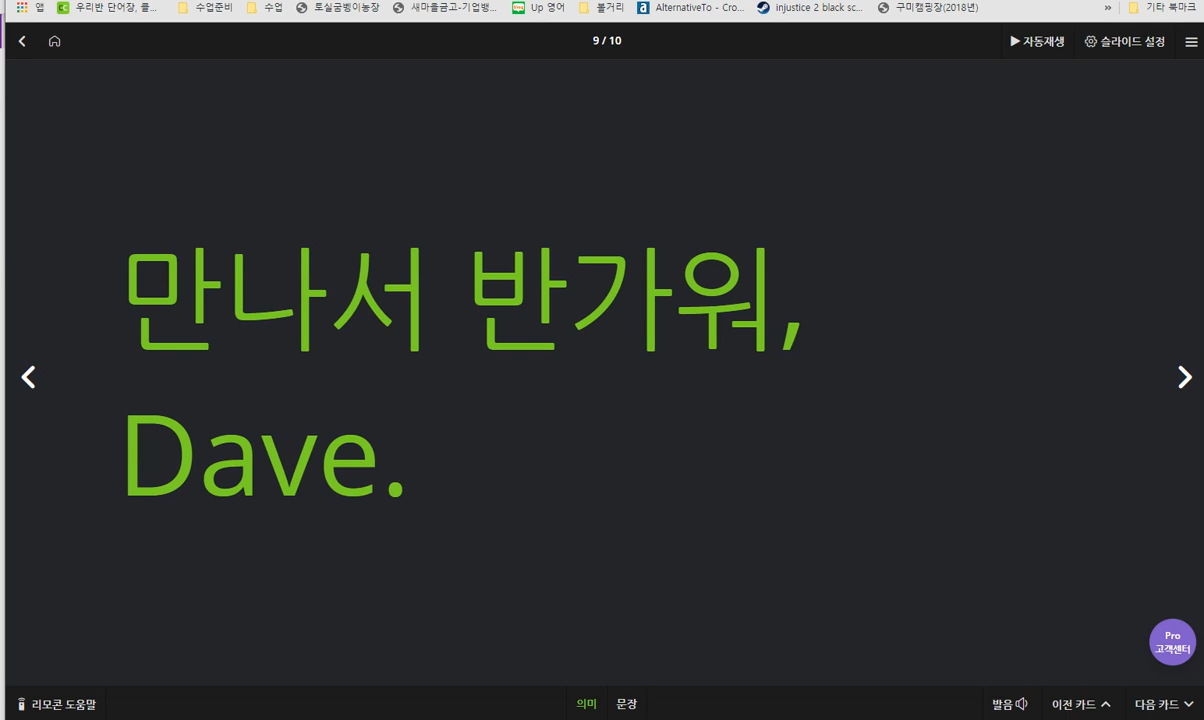 앱 우리반 단어장, 클... 수업준비 수업 토실굼벵이농장 새마을금고-기업뱅... Up 영어 볼거리 AlternativeTo - Cro... injustice 2 black sc... 구미캠핑장(2018년) » 기타 북마크
9 / 10 자동재생 슬라이드 설정
만나서 반가워,
Dave.
Pro
고객센터
리모콘 도움말 의미 문장 발음 이전 카드 다음 카드